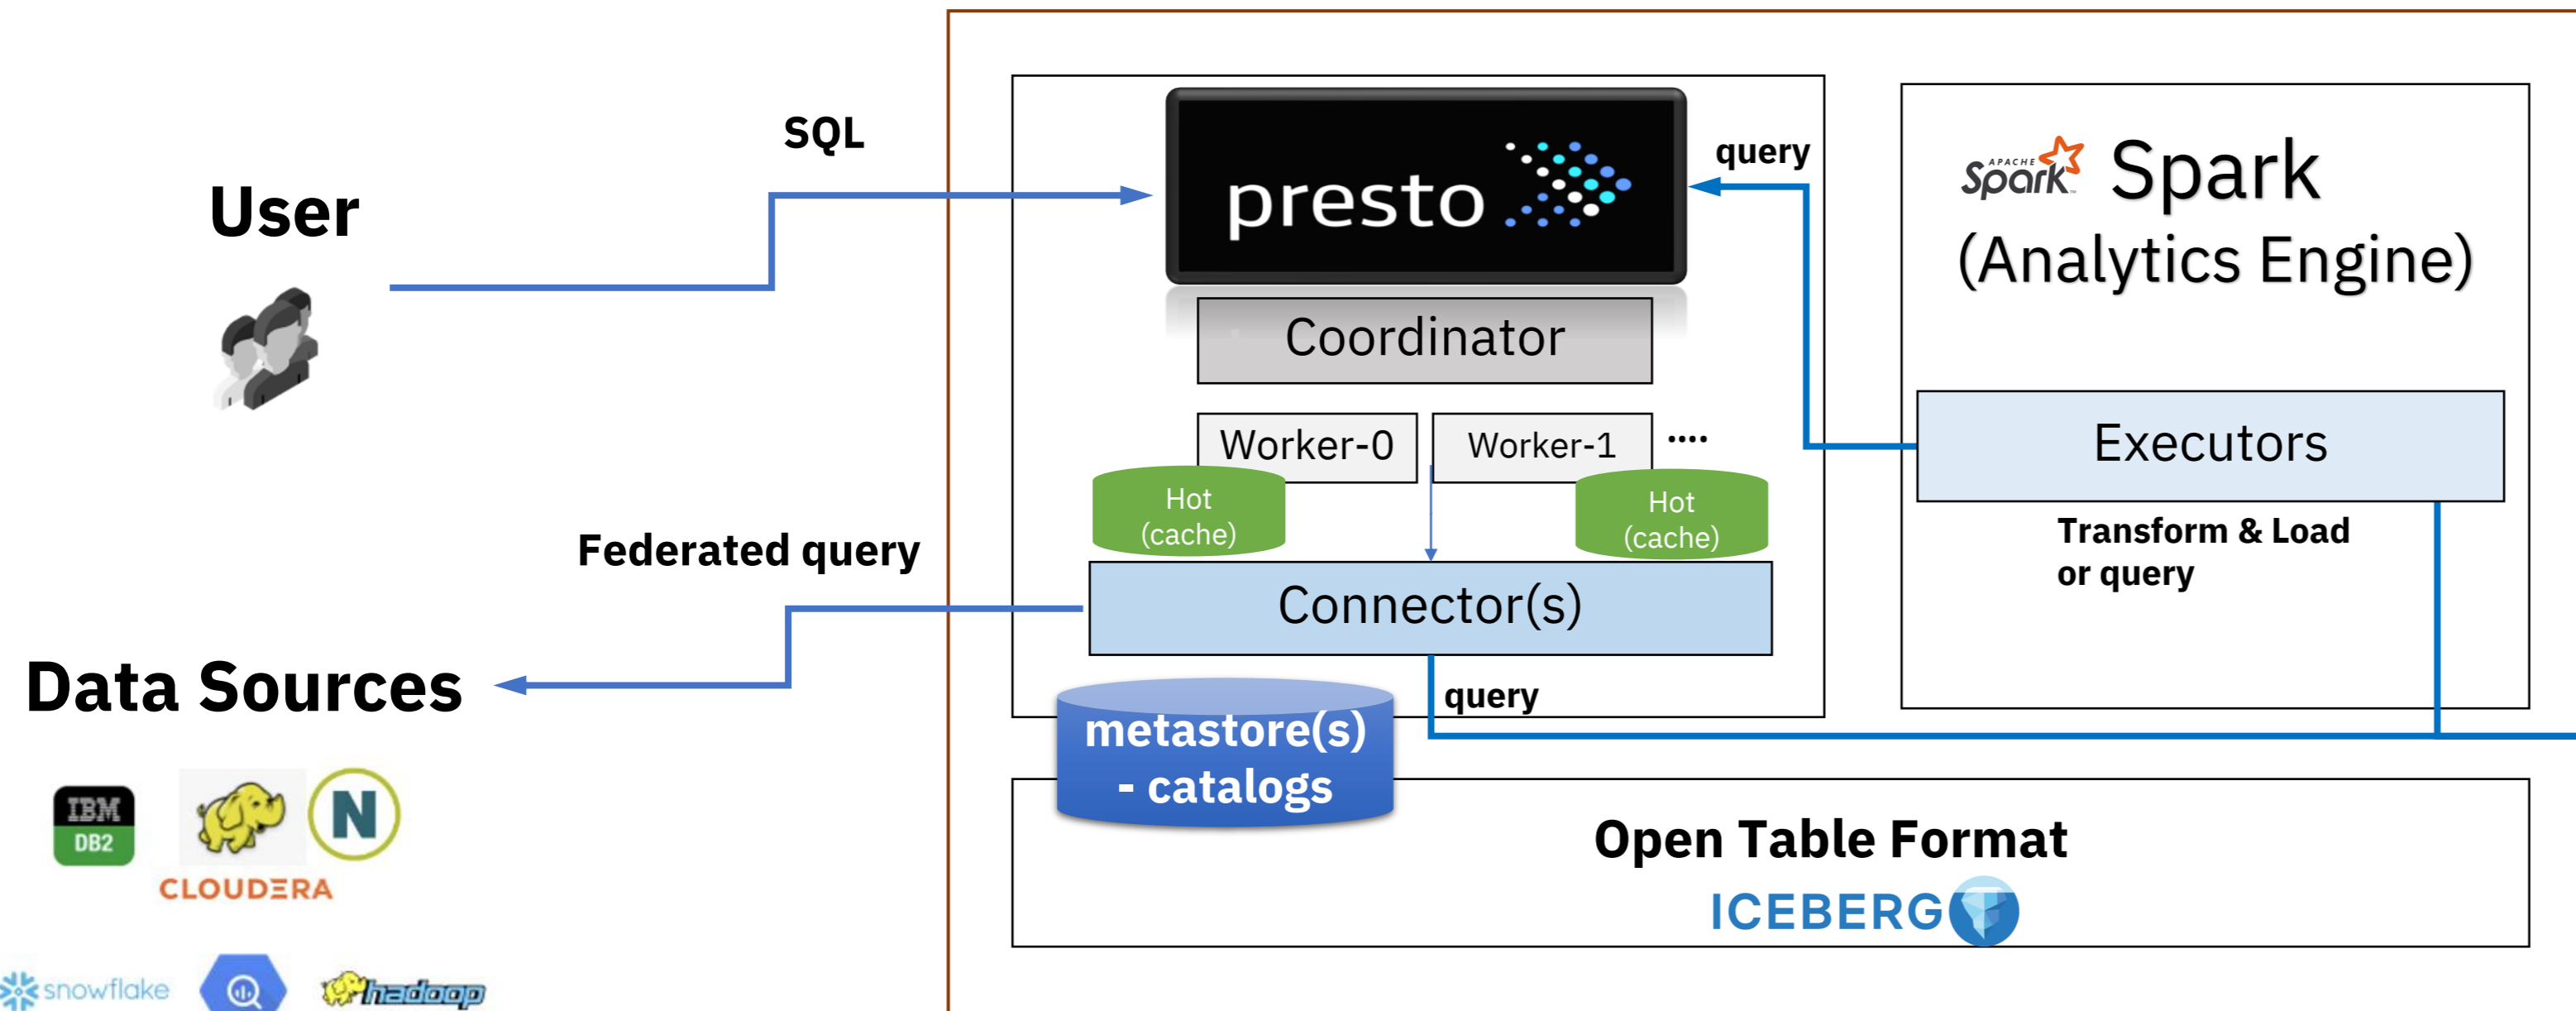 SQL
User
presto
query
APACHE
Spark
Spark
(Analytics Engine)
Coordinator
Worker-0
Worker-1
....
Executors
Hot
(cache)
Hot
(cache)
Transform & Load
or query
Federated query
Connector(s)
Data Sources
query
metastore(s)
- catalogs
IBM
DB2
N
CLOUDERA
Open Table Format
ICEBERG
snowflake
hadoop